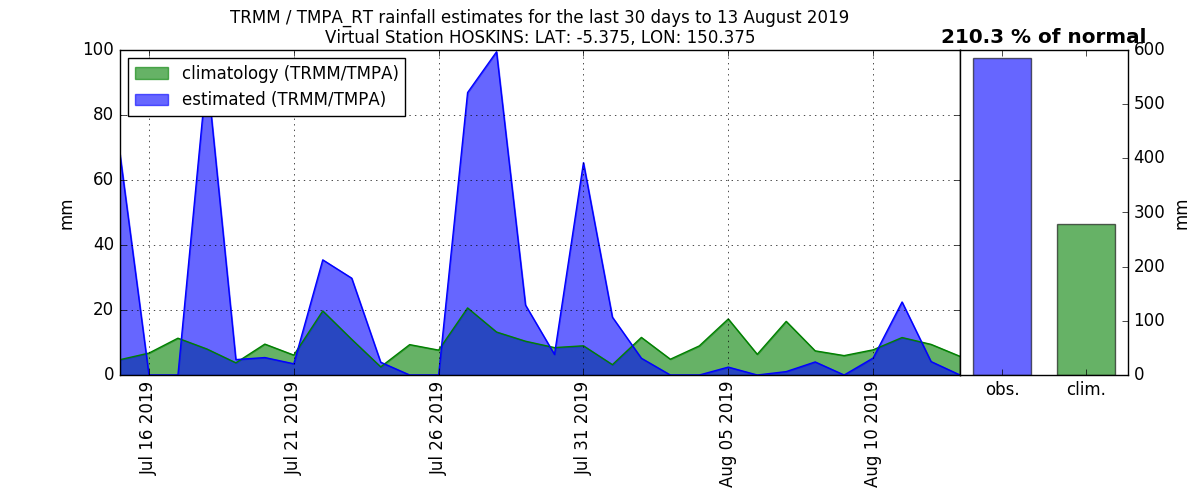 TRMM / TMPA_RT rainfall estimates for the last 30 days to 13 August 2019
Virtual Station HOSKINS: LAT: -5.375, LON: 150.375
210.3 % of normal
climatology (TRMM/TMPA)
estimated (TRMM/TMPA)
100
80
60
40
20
0
mm
600
500
400
300
200
100
0
mm
Jul 16 2019
Jul 21 2019
Jul 26 2019
Jul 31 2019
Aug 05 2019
Aug 10 2019
obs.
clim.